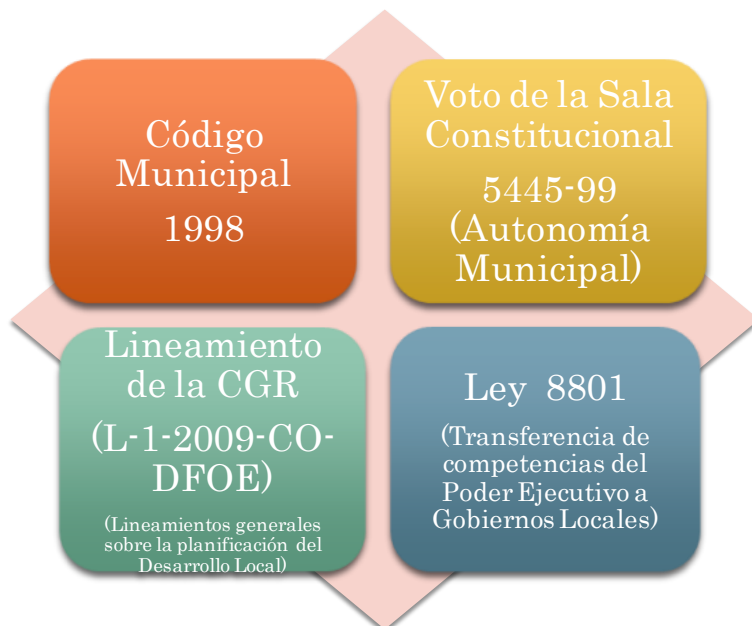 Código
Municipal
1998
Voto de la Sala
Constitucional
5445-99
(Autonomía
Municipal)
Lineamiento
de la CGR
(L-1-2009-CO-
DFOE)
(Lineamientos generales
sobre la planificación del
Desarrollo Local)
Ley 8801
(Transferencia de
competencias del
Poder Ejecutivo a
Gobiernos Locales)